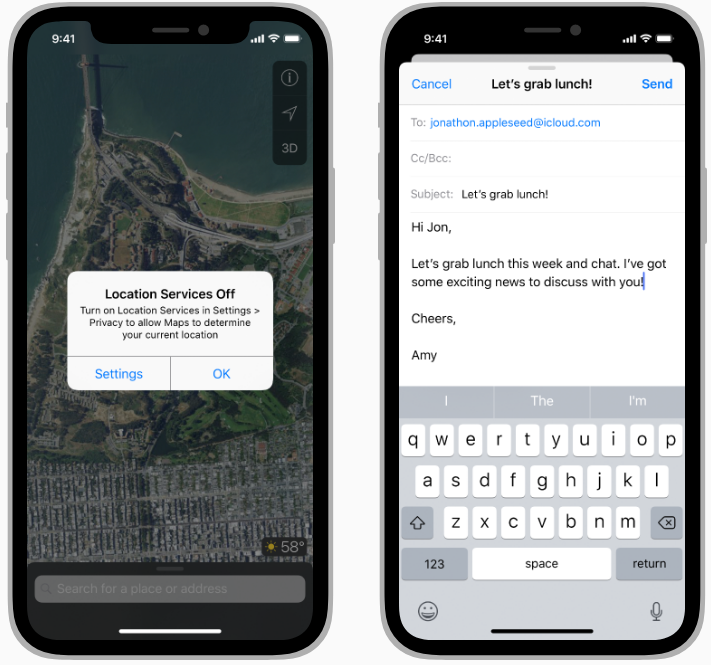 9:41
3D
Location Services Off
Turn on Location Services in Settings >
Privacy to allow Maps to determine
your current location
Settings
OK
58°
Search for a place or address
9:41
Cancel
Let's grab lunch!
Send
To: jonathon.appleseed@icloud.com
Cc/Bcc:
Subject: Let's grab lunch!
Hi Jon,
Let's grab lunch this week and chat. I've got
some exciting news to discuss with you!
Cheers,
Amy
I The I'm
q w e r t y u i o p
a s d f g h j k l
z x c v b n m
123 space return